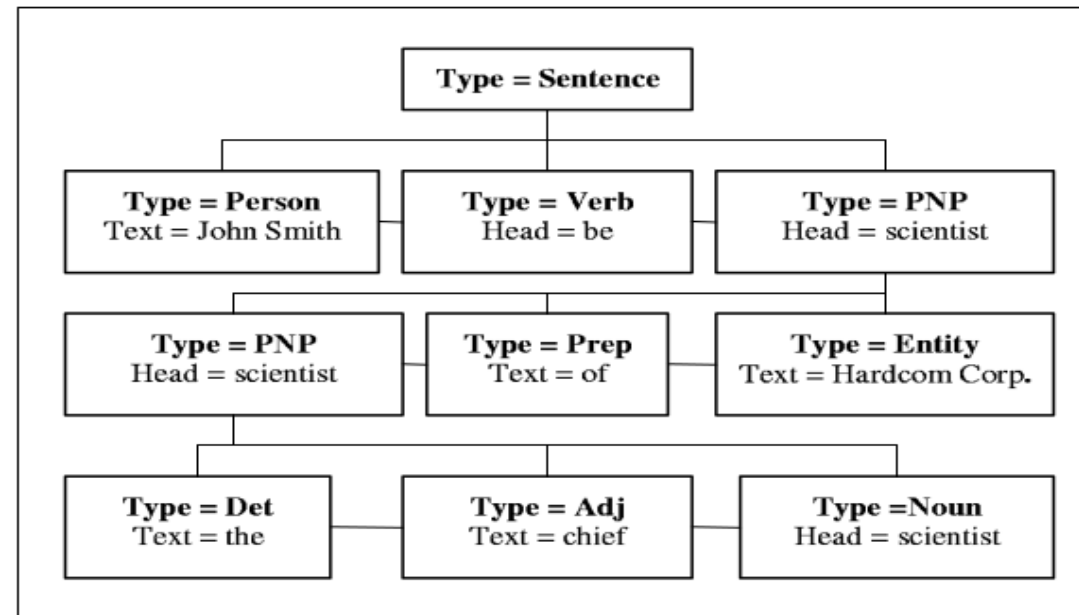 Type = Sentence
Type = Person
Text = John Smith
Type = Verb
Head = be
Type = PNP
Head = scientist
Type = PNP
Head = scientist
Type = Prep
Text = of
Type = Entity
Text = Hardcom Corp.
Type = Det
Text = the
Type = Adj
Text = chief
Type =Noun
Head = scientist